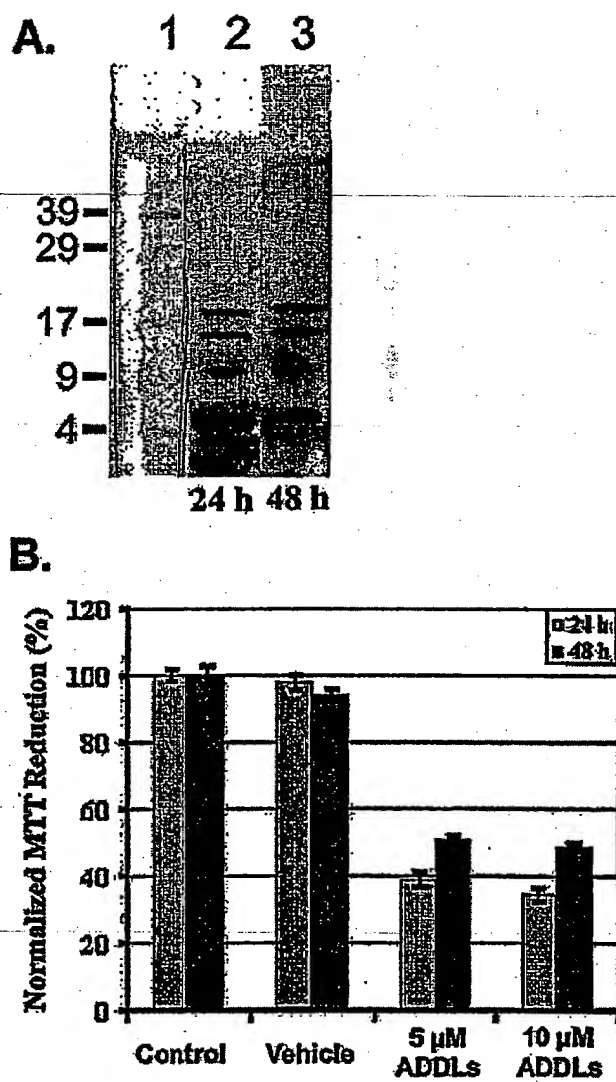 A.
1 2 3
39
29
17
9
4
24 h 48 h
B.
Normalized MTT Reduction (%)
120
100
80
60
40
20
0
24 h
48 h
Control Vehicle 5 µM ADDLs 10 µM ADDLs